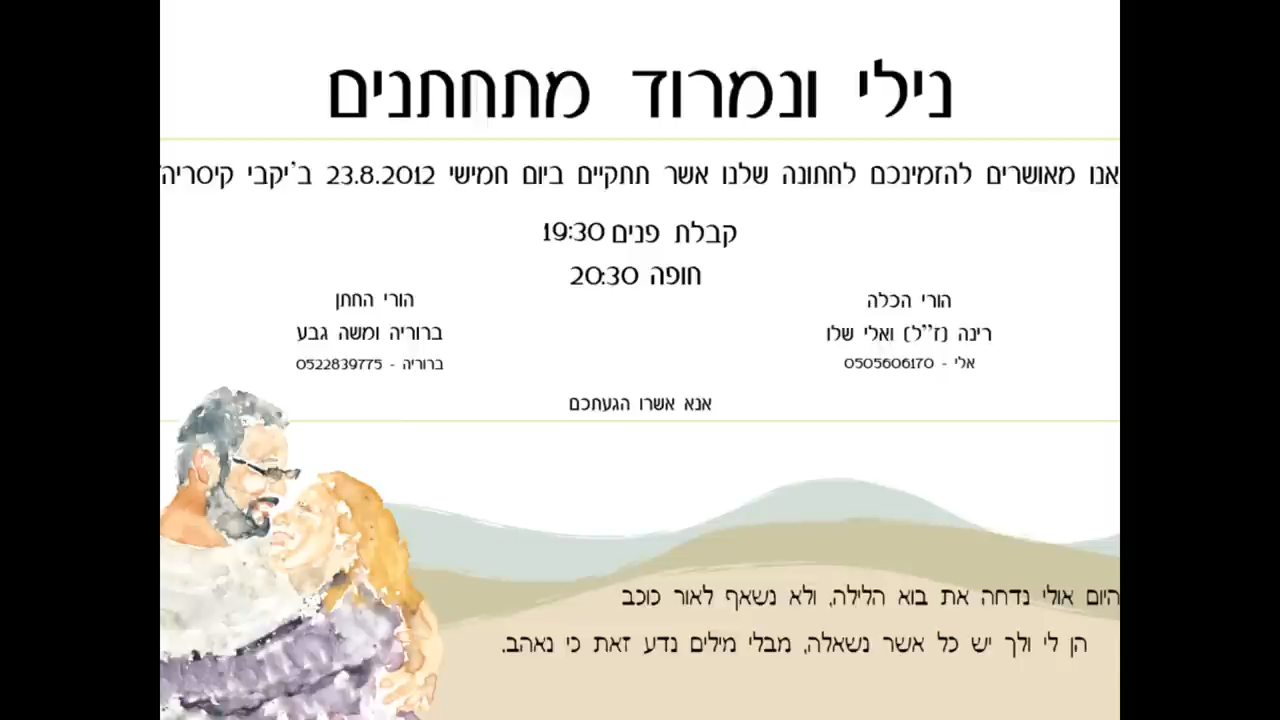 נילי ונמרוד מתחתנים
אנו מאושרים להזמינכם לחתונה שלנו אשר תתקיים ביום חמישי 23.8.2012 ב'יקבי קיסריה'
קבלת פנים 19:30
חופה 20:30
הורי הכלה
רינה (ז"ל) ואלי שלו
אלי - 0505606170
הורי החתן
ברוריה ומשה גבע
ברוריה - 0522839775
אנא אשרו הגעתכם
היום אולי נדחה את בוא הלילה, ולא נשאף לאור כוכב
הן לי ולך יש כל אשר נשאלה, מבלי מילים נדע זאת כי נאהב.